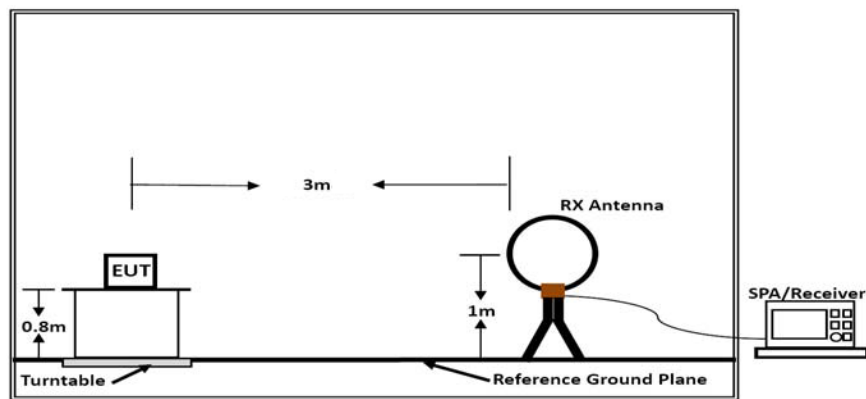 3m
RX Antenna
EUT
SPA/Receiver
0.8m
1m
Turntable
Reference Ground Plane